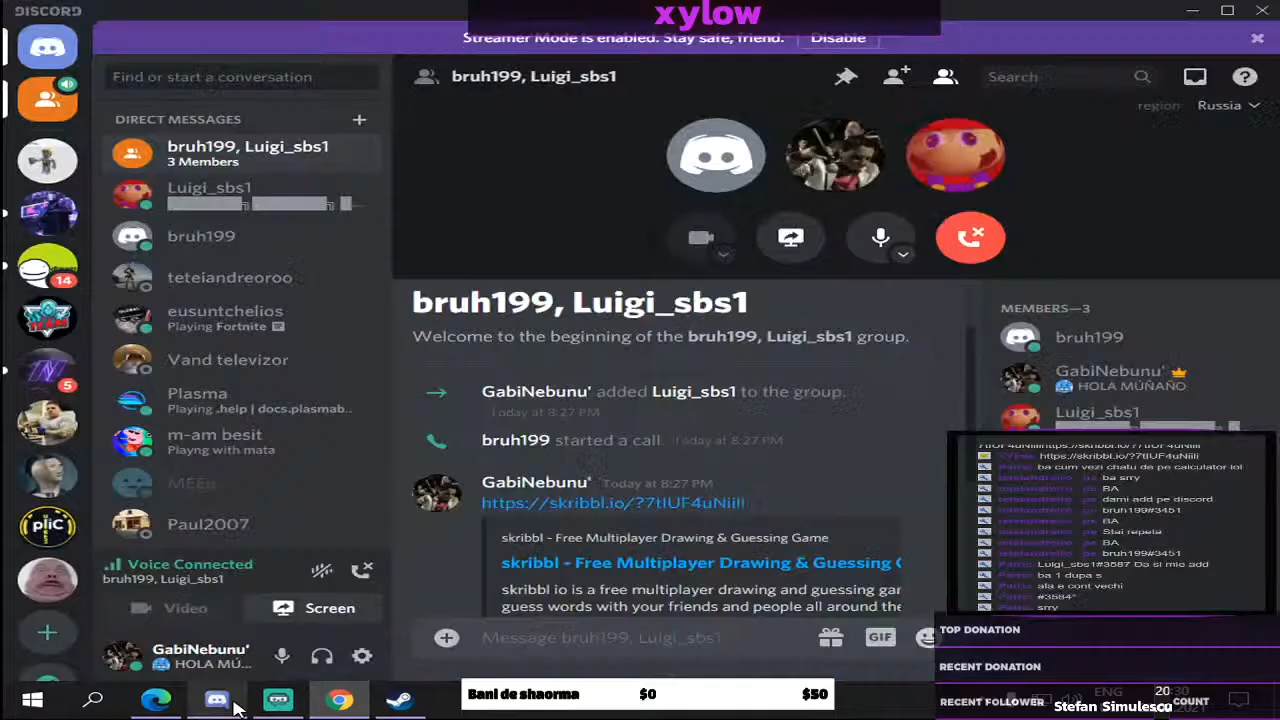 DISCORD
xylow
Streamer Mode is enabled. Stay safe, friend.
Disable
Find or start a conversation
bruh199, Luigi_sbs1
Search
region
Russia
DIRECT MESSAGES
bruh199, Luigi_sbs1
3 Members
Luigi_sbs1
bruh199
teteiandreoroo
eusuntchelios
Playing Fortnite
Vand televizor
Plasma
Playing .help | docs.plasmab..
m-am besit
Playng with mata
MEE6
Paul2007
14
5
pliC
Voice Connected
bruh199, Luigi_sbs1
Video
Screen
GabiNebunu'
HOLA MÚ...
bruh199, Luigi_sbs1
Welcome to the beginning of the bruh199, Luigi_sbs1 group.
GabiNebunu' added Luigi_sbs1 to the group.
Today at 8:27 PM
bruh199 started a call. Today at 8:27 PM
GabiNebunu' Today at 8:27 PM
https://skribbl.io/?7tIUF4uNiiIl
skribbl - Free Multiplayer Drawing & Guessing Game
skribbl - Free Multiplayer Drawing & Guessing G
skribbl io is a free multiplayer drawing and guessing gar
guess words with your friends and people all around the
Message bruh199, Luigi_sbs1
GIF
MEMBERS—3
bruh199
GabiNebunu'
HOLA MÚÑAÑO
Luigi_sbs1
https://skribbl.io/?7tIUF4uNiili
ba cum vezi chatu de pe calculator lol
ba srry
BA
dami add pe discord
bruh199#3451
BA
Stai repeta
BA
bruh199#3451
Luigi_sbs1#3587 Da si mie add
ba 1 dupa s
ala e cont vechi
#3584*
srry
TOP DONATION
RECENT DONATION
RECENT FOLLOWER
Stefan Simulescu
COUNT
Bani de shaorma
$0
$50
ENG